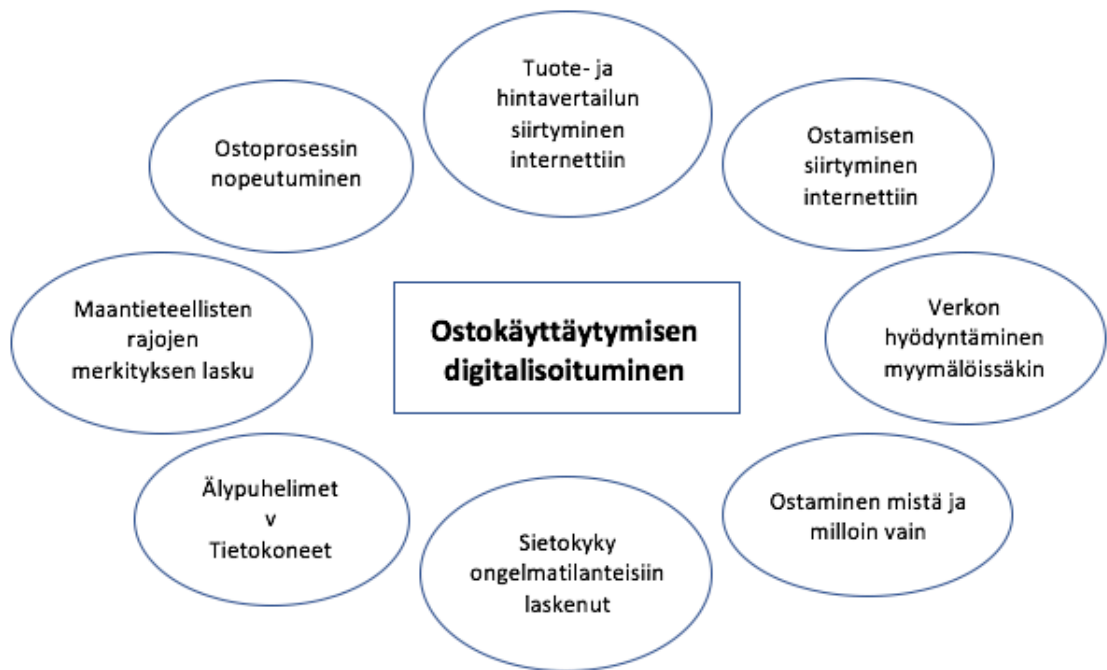 Tuote- ja
hintavertailun
siirtyminen
internettiin
Ostamisen
siirtyminen
internettiin
Verkon
hyödyntäminen
myymälöissäkin
Ostaminen mistä ja
milloin vain
Sietokyky
ongelmatilanteisiin
laskenut
Älypuhelimet
v
Tietokoneet
Maantieteellisten
rajojen
merkityksen lasku
Ostoprosessin
nopeutuminen
Ostokäyttäytymisen
digitalisoituminen